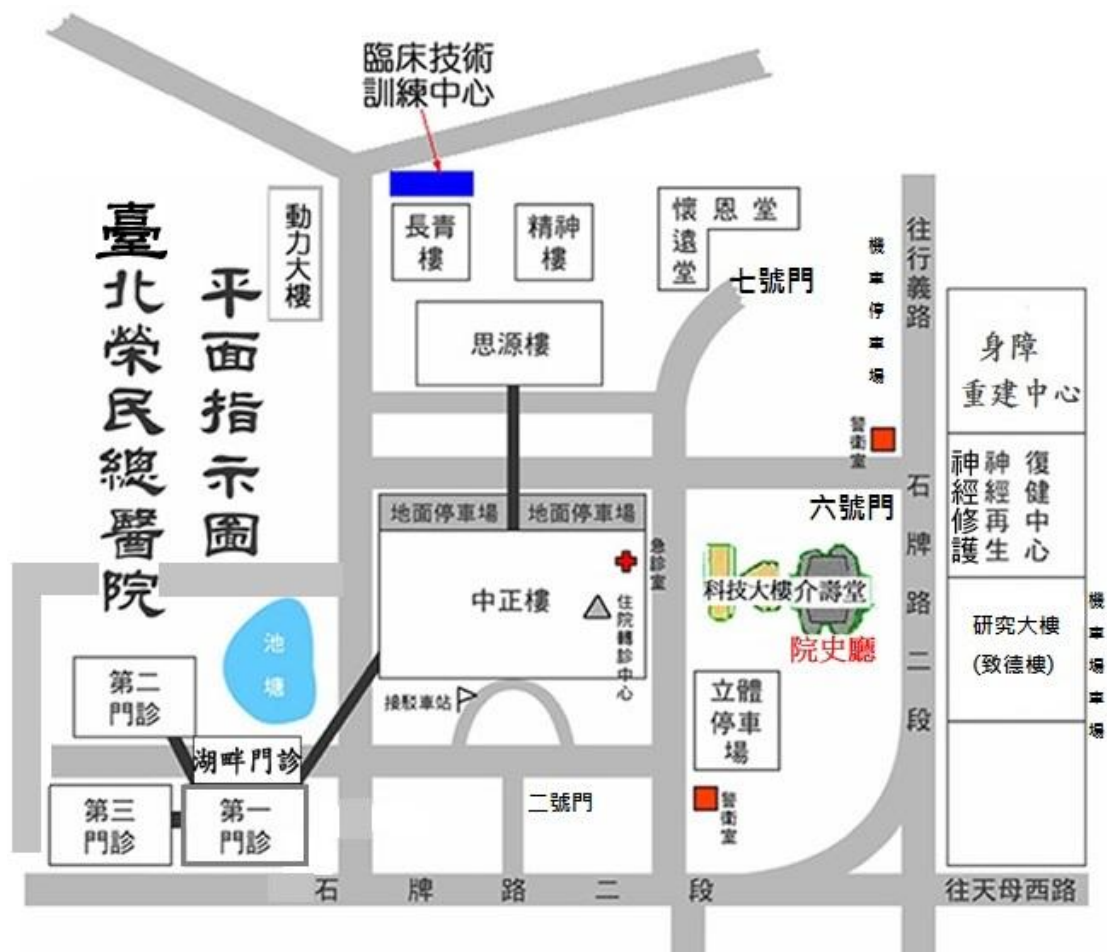 臨床技術
訓練中心
臺北榮民總醫院
平面指示圖
動力大樓
長青
樓
精神
樓
懷恩堂
遠堂
七號門
機車停車場
往行義路
思源樓
身障
重建中心
警衛室
復健中心
神經再生
神經修護
地面停車場
地面停車場
六號門
石牌路二段
急診室
中正樓
住院轉診中心
科技大樓
介壽堂
院史廳
研究大樓
(致德樓)
機車場車場
池塘
第二
門診
接駁車站
立體
停車
場
湖畔門診
第三
門診
第一
門診
二號門
警衛室
石牌路二段
往天母西路